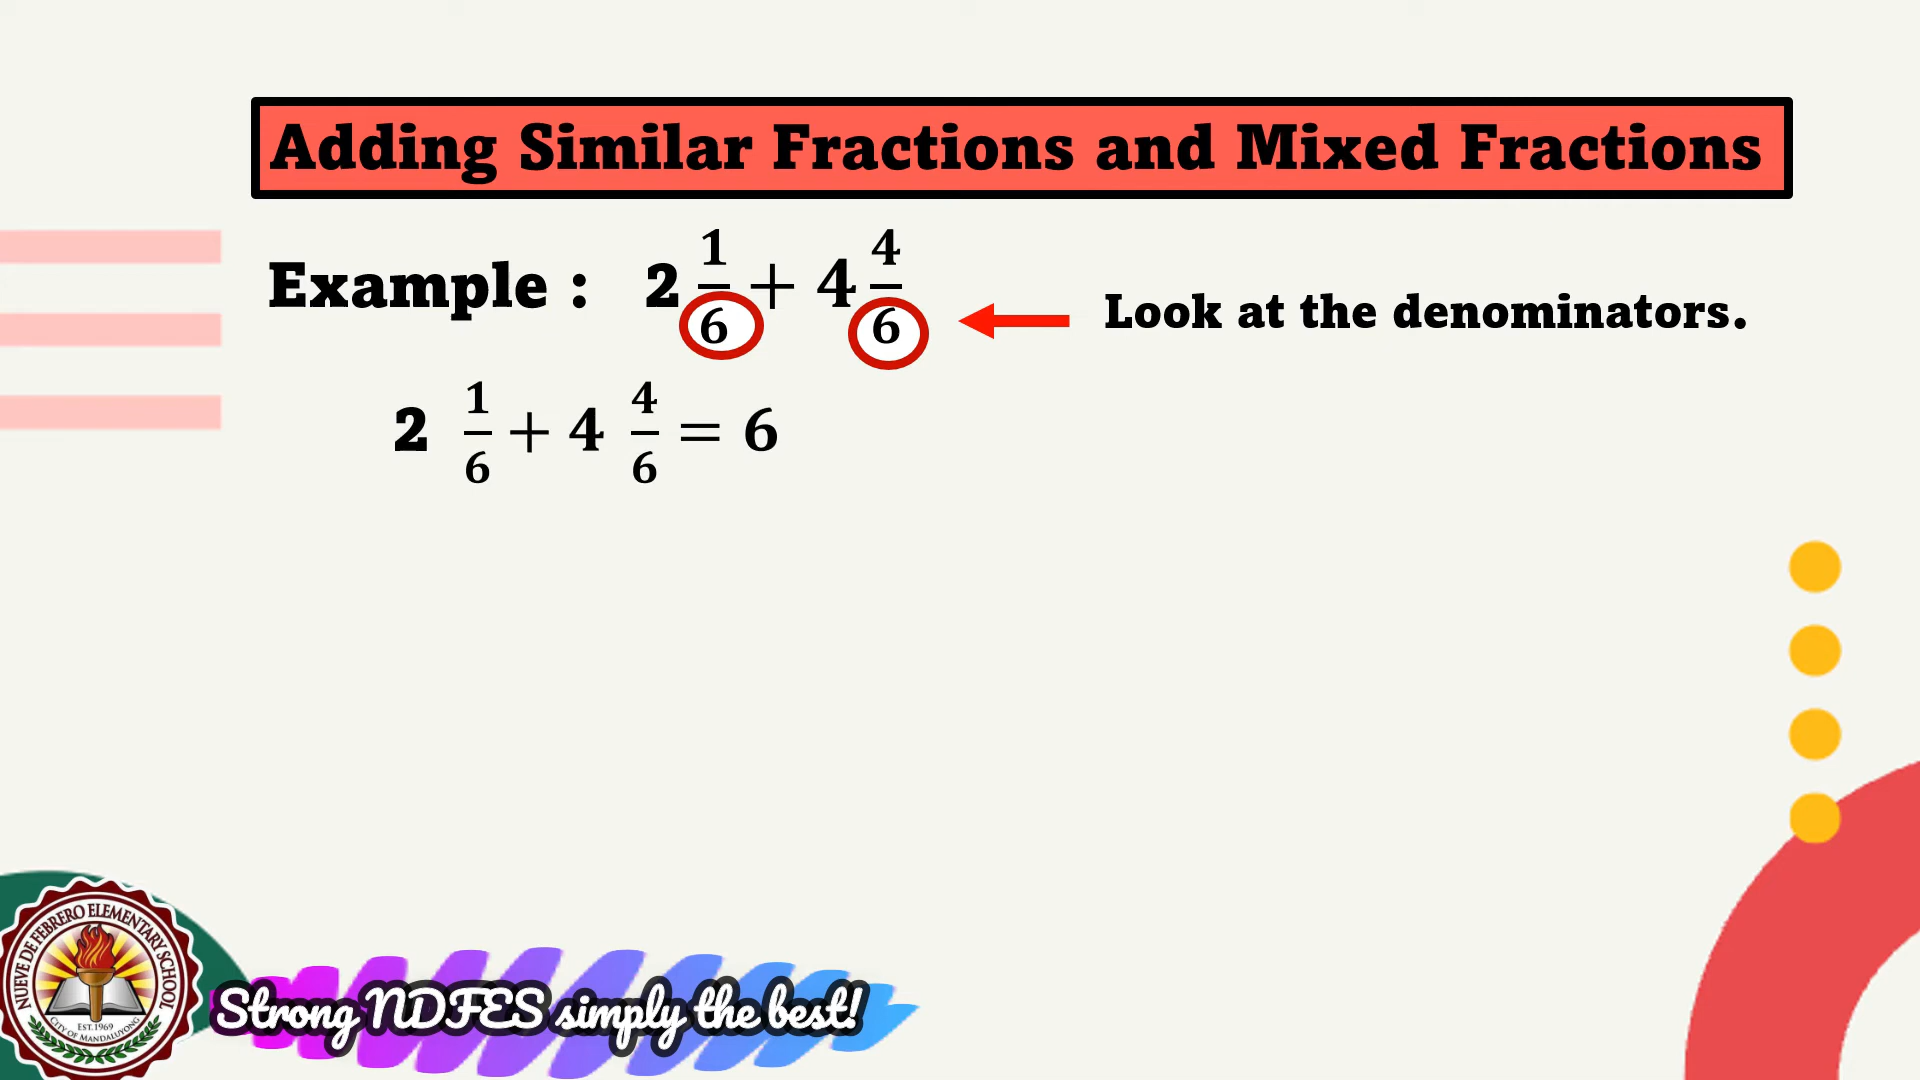 Adding Similar Fractions and Mixed Fractions
Example : 2 1/6 + 4 4/6
Look at the denominators.
2 1/6 + 4 4/6 = 6
NUEVE DE FEBRERO ELEMENTARY SCHOOL
EST. 1969
CITY OF MANDALUYONG
Strong NDFES simply the best!